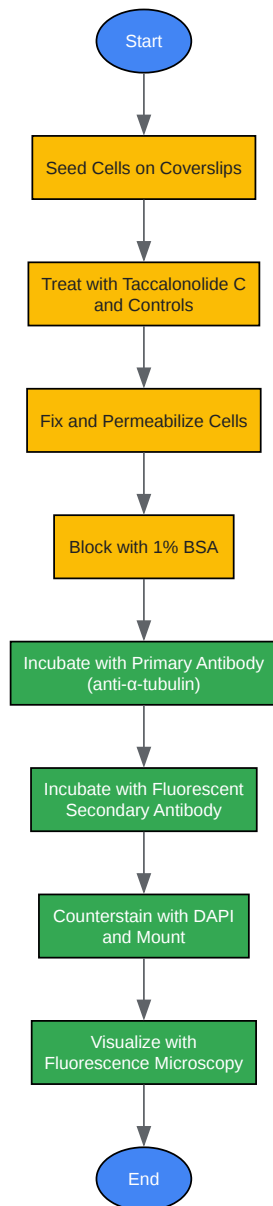 Start
Seed Cells on Coverslips
Treat with Taccalonolide C
and Controls
Fix and Permeabilize Cells
Block with 1% BSA
Incubate with Primary Antibody
(anti-α-tubulin)
Incubate with Fluorescent
Secondary Antibody
Counterstain with DAPI
and Mount
Visualize with
Fluorescence Microscopy
End